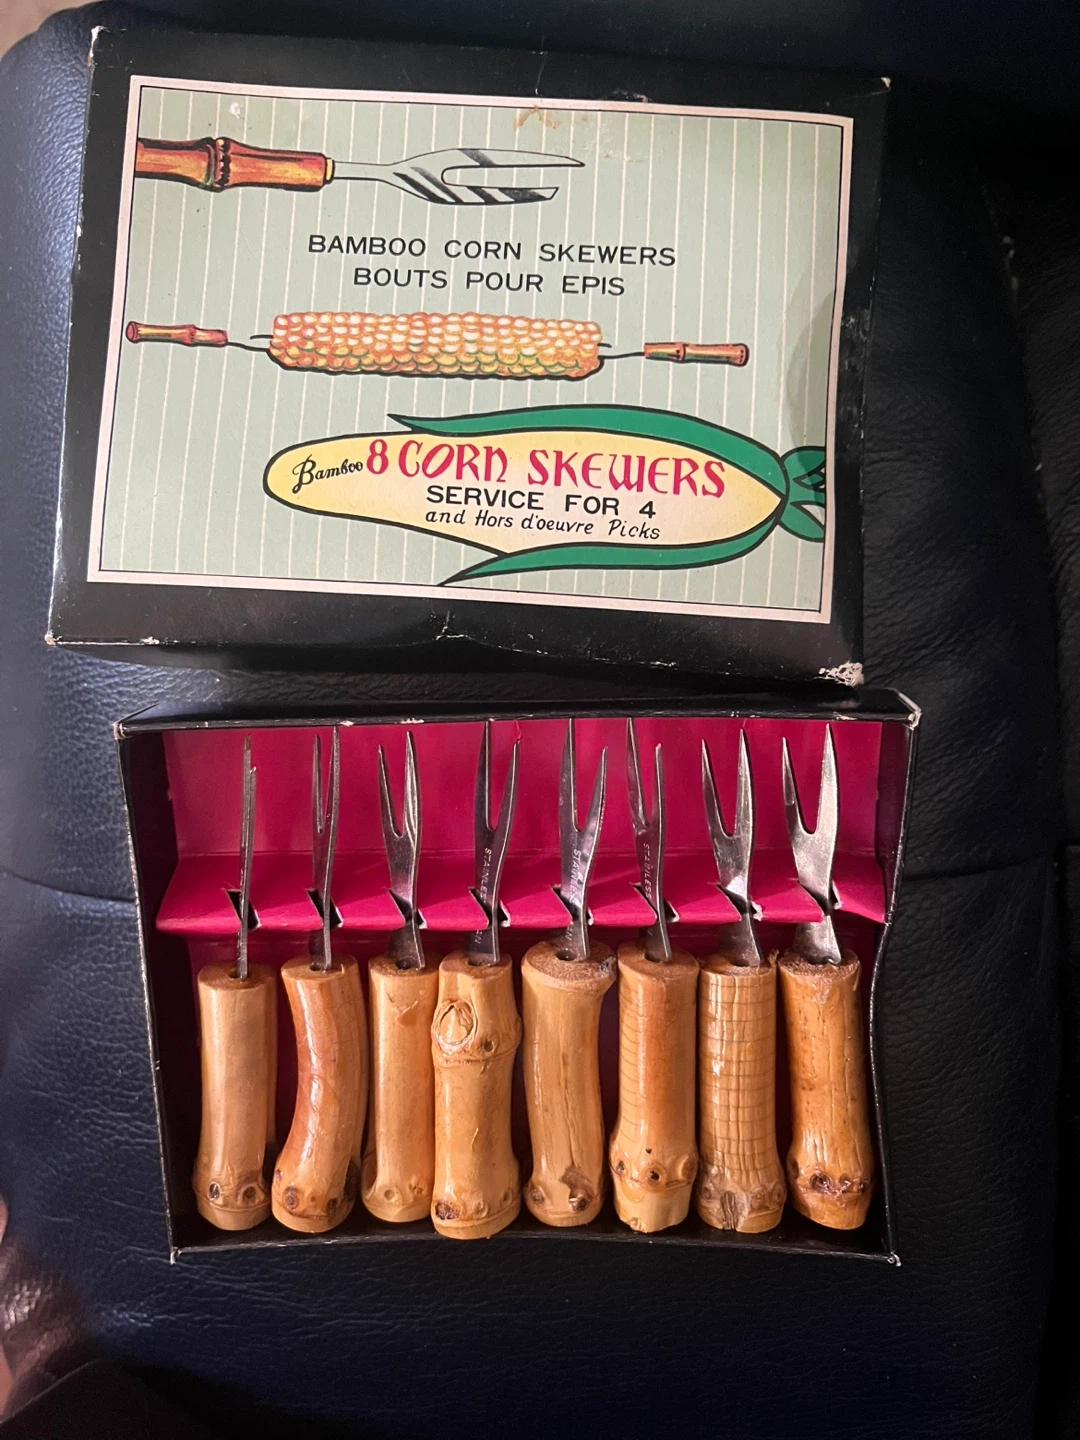 BAMBOO CORN SKEWERS
BOUTS POUR EPIS
Bamboo 8 CORN SKEWERS
SERVICE FOR 4
and Hors d'oeuvre Picks
STAINLESS
STAINLESS
STAINLESS